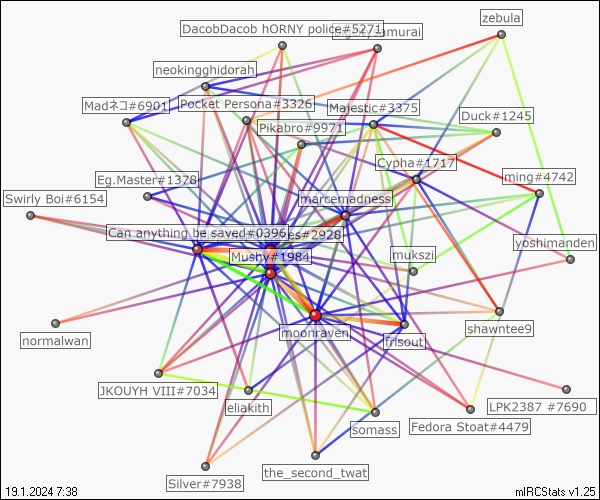 zebula
DacobDacob hORNY police#5271
neokingghidorah
Madネコ#6901
Pocket Persona#3326
Majestic#3375
Duck#1245
Pikabro#9971
Cypha#1717
ming#4742
Eg.Master#1378
Swirly Boi#6154
marcemadness
Can anything be saved#0396
es#2928
yoshimanden
Mushy#1984
mukszi
moonraven
frisout
shawntee9
normalwan
JKOUYH VIII#7034
eliakith
LPK2387 #7690
somass
Fedora Stoat#4479
the_second_twat
Silver#7938
19.1.2024 7:38
mIRCStats v1.25